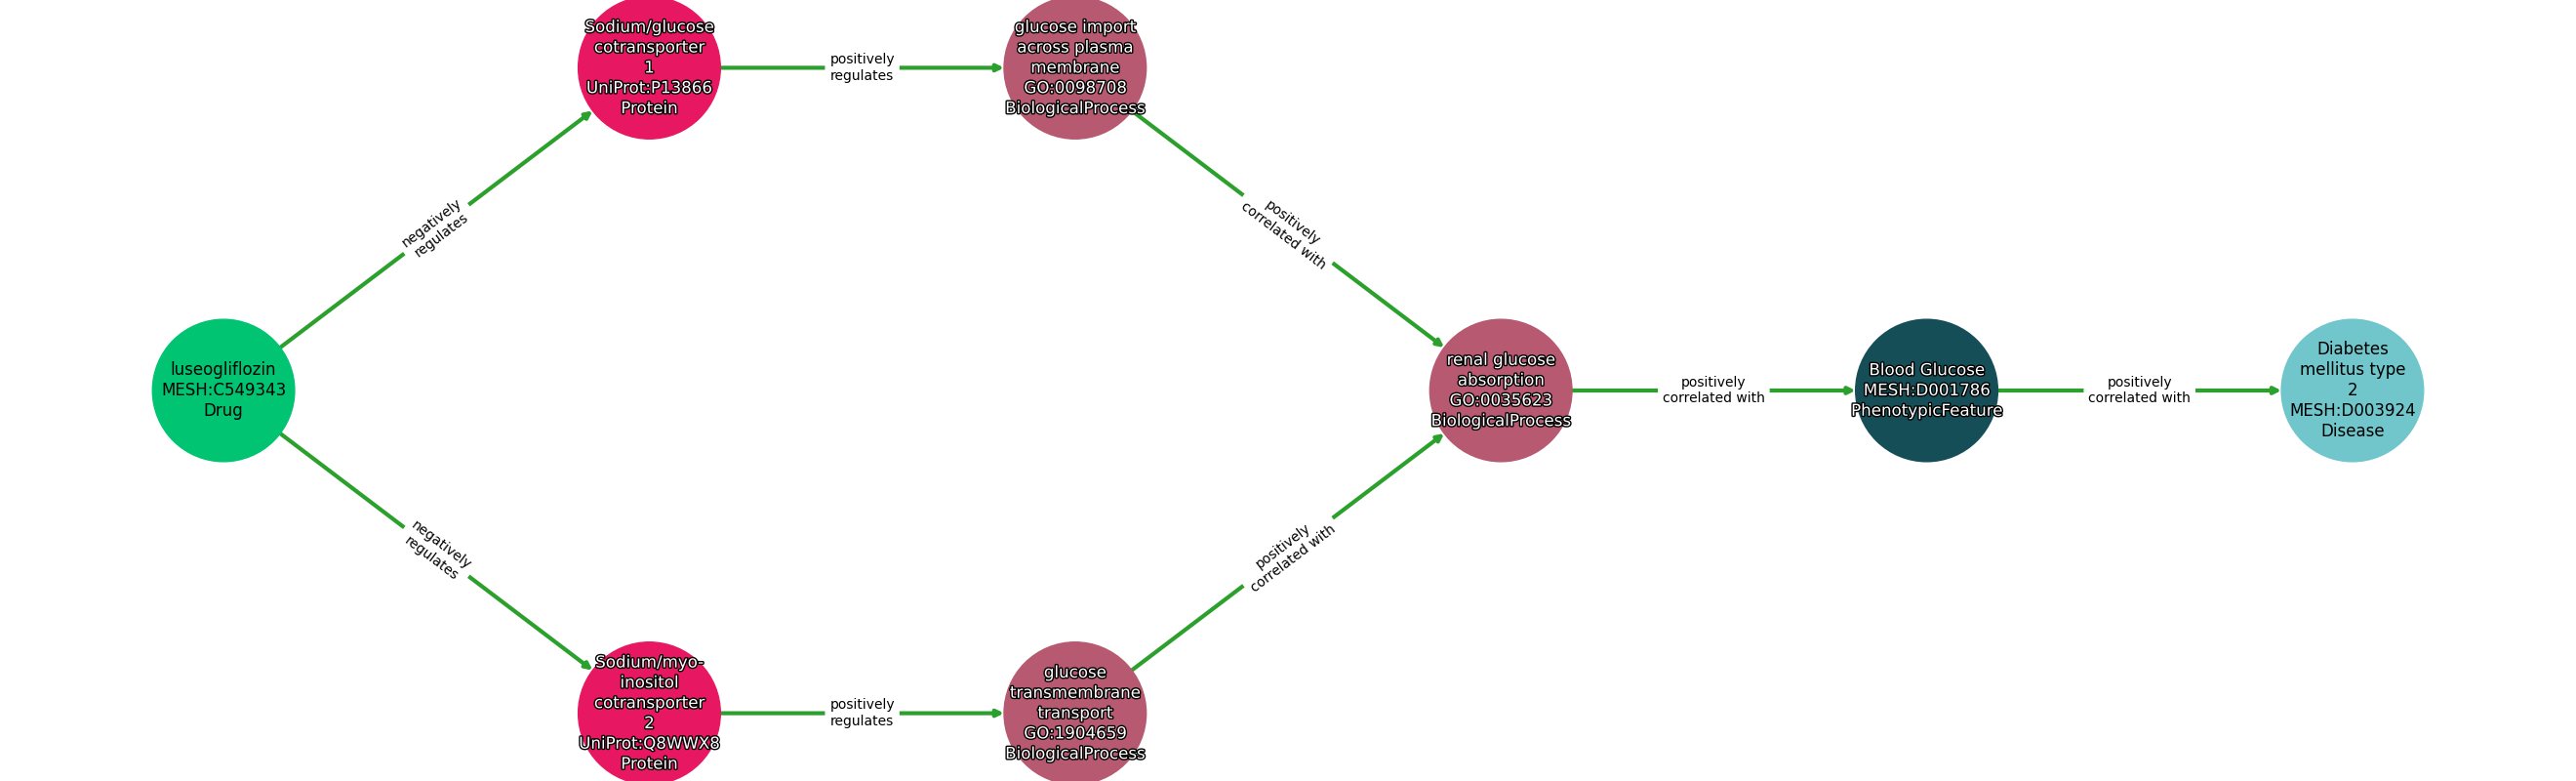 Sodium/glucose
cotransporter
1
UniProt:P13866
Protein
positively
regulates
glucose import
across plasma
membrane
GO:0098708
BiologicalProcess
negatively
regulates
positively
correlated with
luseogliflozin
MESH:C549343
Drug
renal glucose
absorption
GO:0035623
BiologicalProcess
positively
correlated with
Blood Glucose
MESH:D001786
PhenotypicFeature
positively
correlated with
Diabetes
mellitus type
2
MESH:D003924
Disease
negatively
regulates
positively
correlated with
Sodium/myo-
inositol
cotransporter
2
UniProt:Q8WWX8
Protein
positively
regulates
glucose
transmembrane
transport
GO:1904659
BiologicalProcess